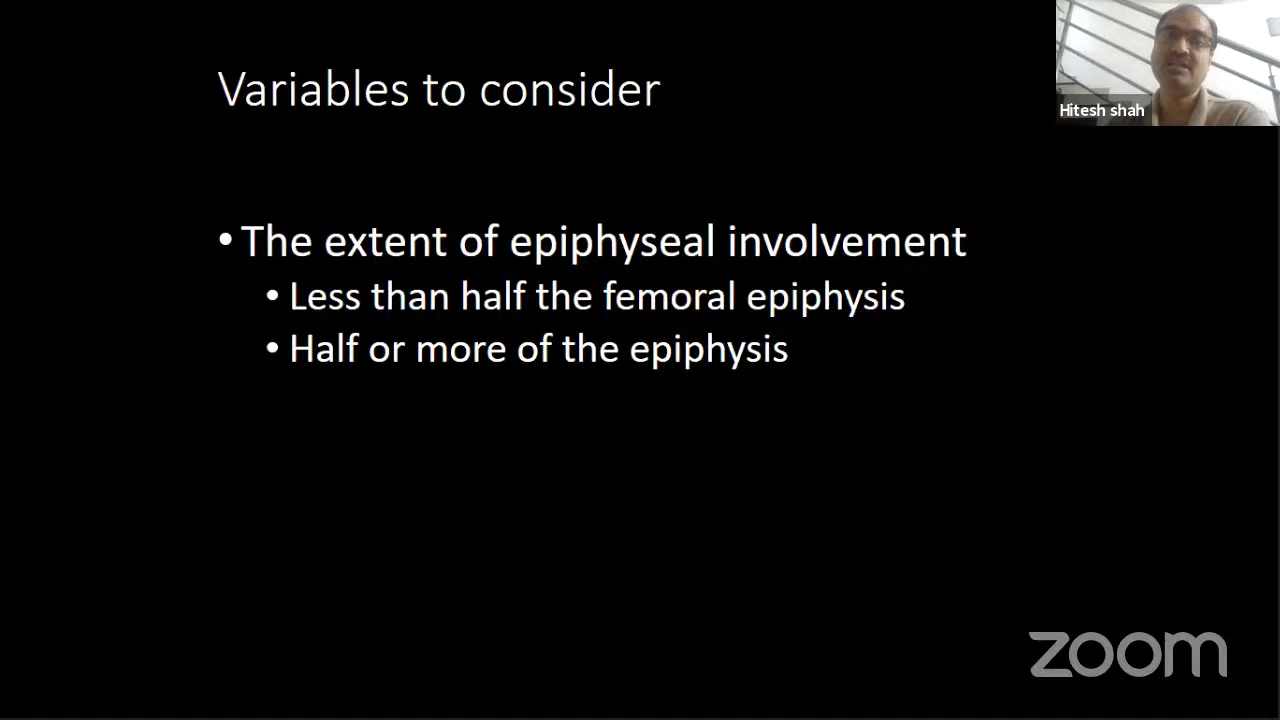 Variables to consider
• The extent of epiphyseal involvement
• Less than half the femoral epiphysis
• Half or more of the epiphysis
Hitesh shah
zoom